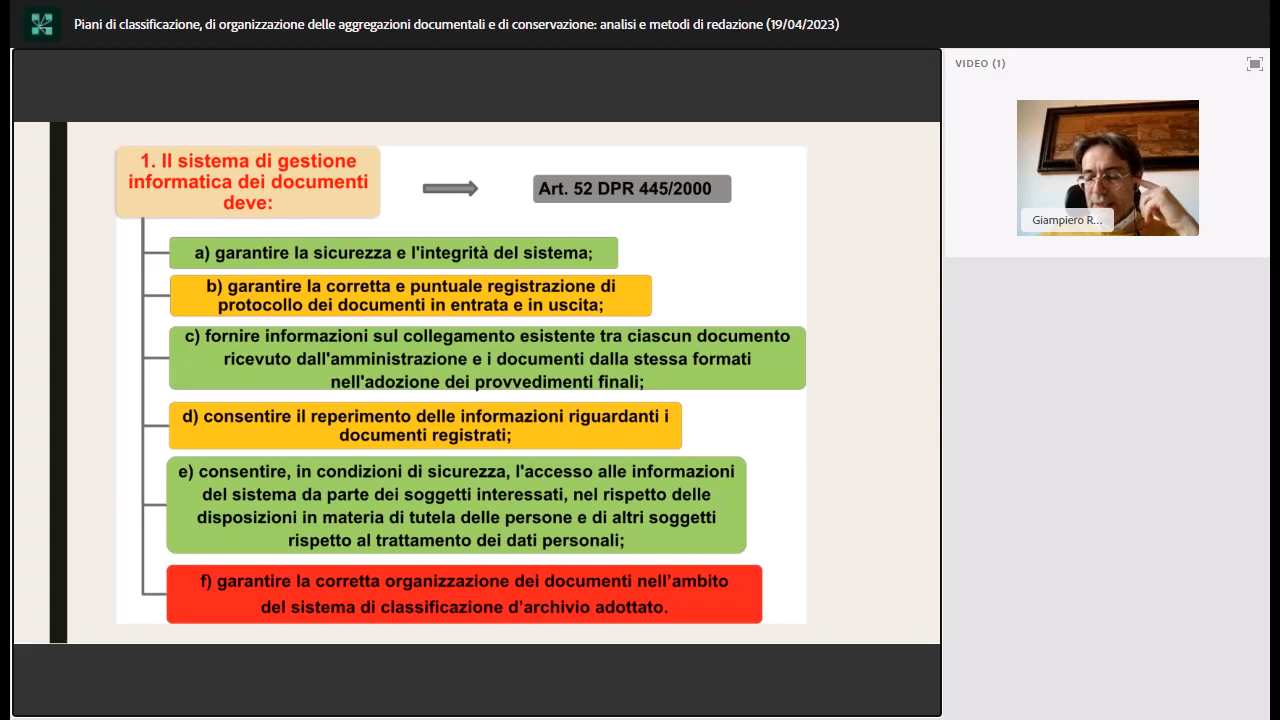 Piani di classificazione, di organizzazione delle aggregazioni documentali e di conservazione: analisi e metodi di redazione (19/04/2023)
VIDEO (1)
Giampiero R...
1. Il sistema di gestione
informatica dei documenti
deve:
Art. 52 DPR 445/2000
a) garantire la sicurezza e l'integrità del sistema;
b) garantire la corretta e puntuale registrazione di
protocollo dei documenti in entrata e in uscita;
c) fornire informazioni sul collegamento esistente tra ciascun documento
ricevuto dall'amministrazione e i documenti dalla stessa formati
nell'adozione dei provvedimenti finali;
d) consentire il reperimento delle informazioni riguardanti i
documenti registrati;
e) consentire, in condizioni di sicurezza, l'accesso alle informazioni
del sistema da parte dei soggetti interessati, nel rispetto delle
disposizioni in materia di tutela delle persone e di altri soggetti
rispetto al trattamento dei dati personali;
f) garantire la corretta organizzazione dei documenti nell’ambito
del sistema di classificazione d’archivio adottato.